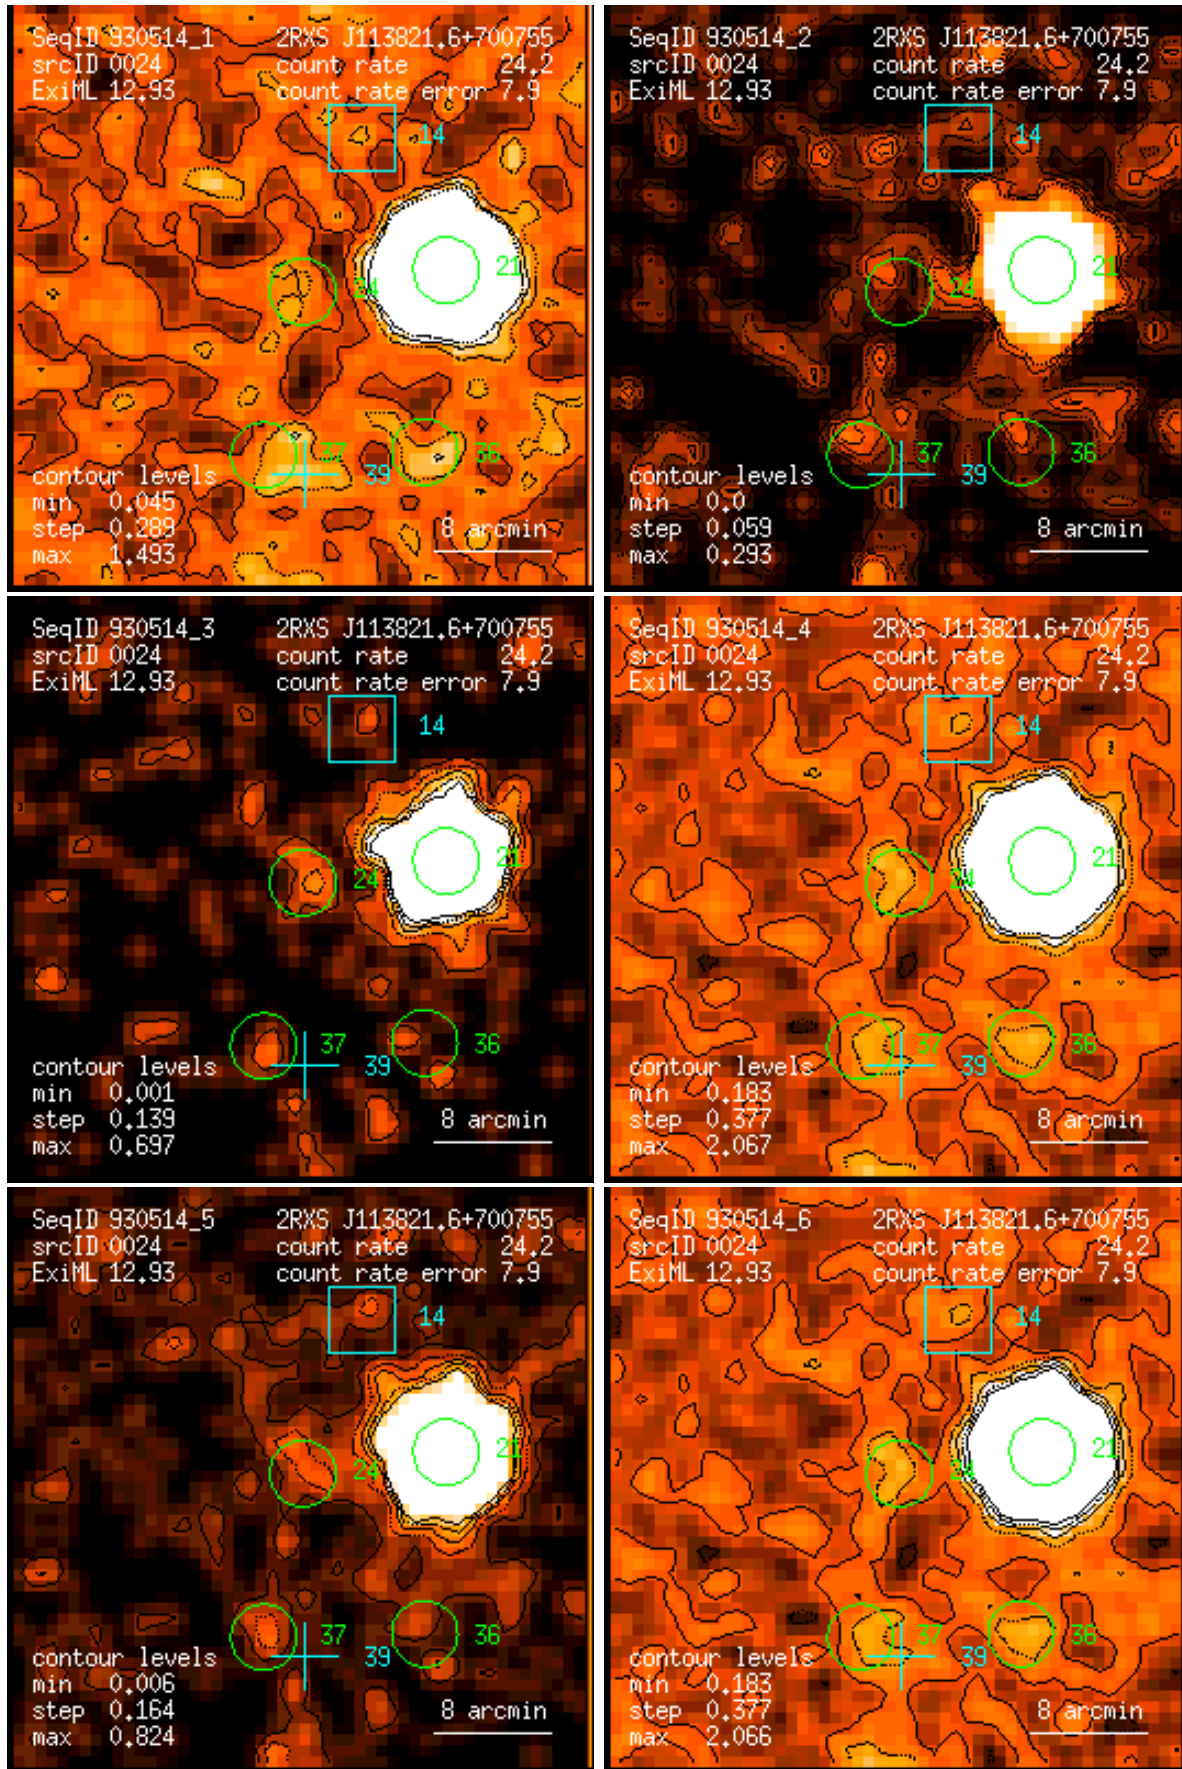 SeqID 930514_1 2RXS J113821.6+700755
srcID 0024 count rate 24.2
ExiML 12.93 count rate error 7.9
14
21
24
37 36
39
contour levels
min 0.045
step 0.289 8 arcmin
max 1.493
SeqID 930514_2 2RXS J113821.6+700755
srcID 0024 count rate 24.2
ExiML 12.93 count rate error 7.9
14
21
24
37 36
39
contour levels
min 0.0
step 0.059 8 arcmin
max 0.293
SeqID 930514_3 2RXS J113821.6+700755
srcID 0024 count rate 24.2
ExiML 12.93 count rate error 7.9
14
21
24
37 36
39
contour levels
min 0.001
step 0.139 8 arcmin
max 0.697
SeqID 930514_4 2RXS J113821.6+700755
srcID 0024 count rate 24.2
ExiML 12.93 count rate error 7.9
14
21
24
37 36
39
contour levels
min 0.183
step 0.377 8 arcmin
max 2.067
SeqID 930514_5 2RXS J113821.6+700755
srcID 0024 count rate 24.2
ExiML 12.93 count rate error 7.9
14
21
24
37 36
39
contour levels
min 0.006
step 0.164 8 arcmin
max 0.824
SeqID 930514_6 2RXS J113821.6+700755
srcID 0024 count rate 24.2
ExiML 12.93 count rate error 7.9
14
21
24
37 36
39
contour levels
min 0.183
step 0.377 8 arcmin
max 2.066